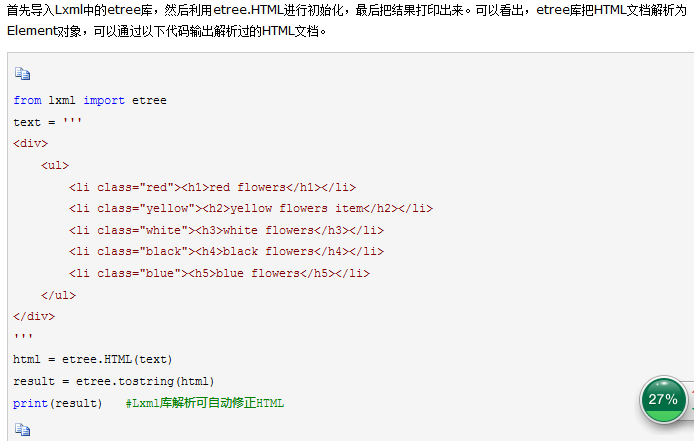 首先导入Lxml中的etree库，然后利用etree.HTML进行初始化，最后把结果打印出来。可以看出，etree库把HTML文档解析为
Element对象，可以通过以下代码输出解析过的HTML文档。
from lxml import etree
text = '''
<div>
    <ul>
        <li class="red"><h1>red flowers</h1></li>
        <li class="yellow"><h2>yellow flowers item</h2></li>
        <li class="white"><h3>white flowers</h3></li>
        <li class="black"><h4>black flowers</h4></li>
        <li class="blue"><h5>blue flowers</h5></li>
    </ul>
</div>
'''
html = etree.HTML(text)
result = etree.tostring(html)
print(result)   #Lxml库解析可自动修正HTML
27%